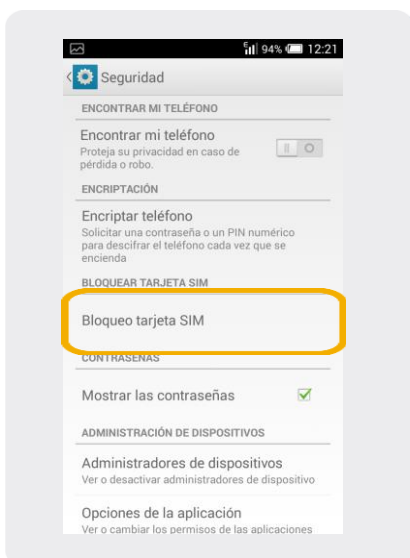 94% 12:21
Seguridad
ENCONTRAR MI TELÉFONO
Encontrar mi teléfono
Proteja su privacidad en caso de
pérdida o robo.
ENCRIPTACIÓN
Encriptar teléfono
Solicitar una contraseña o un PIN numérico
para descifrar el teléfono cada vez que se
encienda
BLOQUEAR TARJETA SIM
Bloqueo tarjeta SIM
CONTRASEÑAS
Mostrar las contraseñas
ADMINISTRACIÓN DE DISPOSITIVOS
Administradores de dispositivos
Ver o desactivar administradores de dispositivo
Opciones de la aplicación
Ver o cambiar los permisos de las aplicaciones